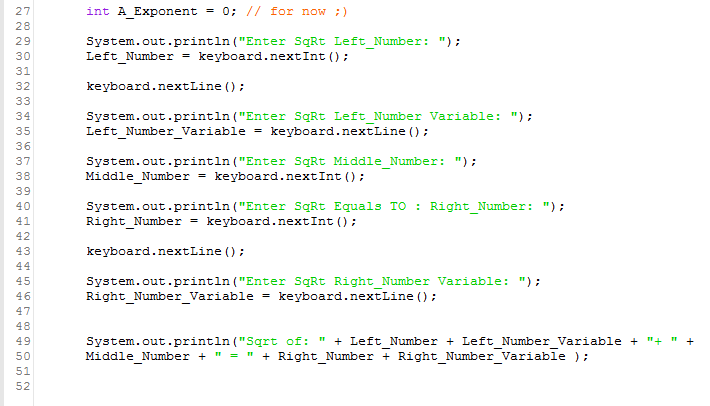 27 int A_Exponent = 0; // for now ;)
28
29 System.out.println("Enter SqRt Left_Number: ");
30 Left_Number = keyboard.nextInt();
31
32 keyboard.nextLine();
33
34 System.out.println("Enter SqRt Left_Number Variable: ");
35 Left_Number_Variable = keyboard.nextLine();
36
37 System.out.println("Enter SqRt Middle_Number: ");
38 Middle_Number = keyboard.nextInt();
39
40 System.out.println("Enter SqRt Equals TO : Right_Number: ");
41 Right_Number = keyboard.nextInt();
42
43 keyboard.nextLine();
44
45 System.out.println("Enter SqRt Right_Number Variable: ");
46 Right_Number_Variable = keyboard.nextLine();
47
48
49 System.out.println("Sqrt of: " + Left_Number + Left_Number_Variable + "+ " +
50 Middle_Number + " = " + Right_Number + Right_Number_Variable );
51
52